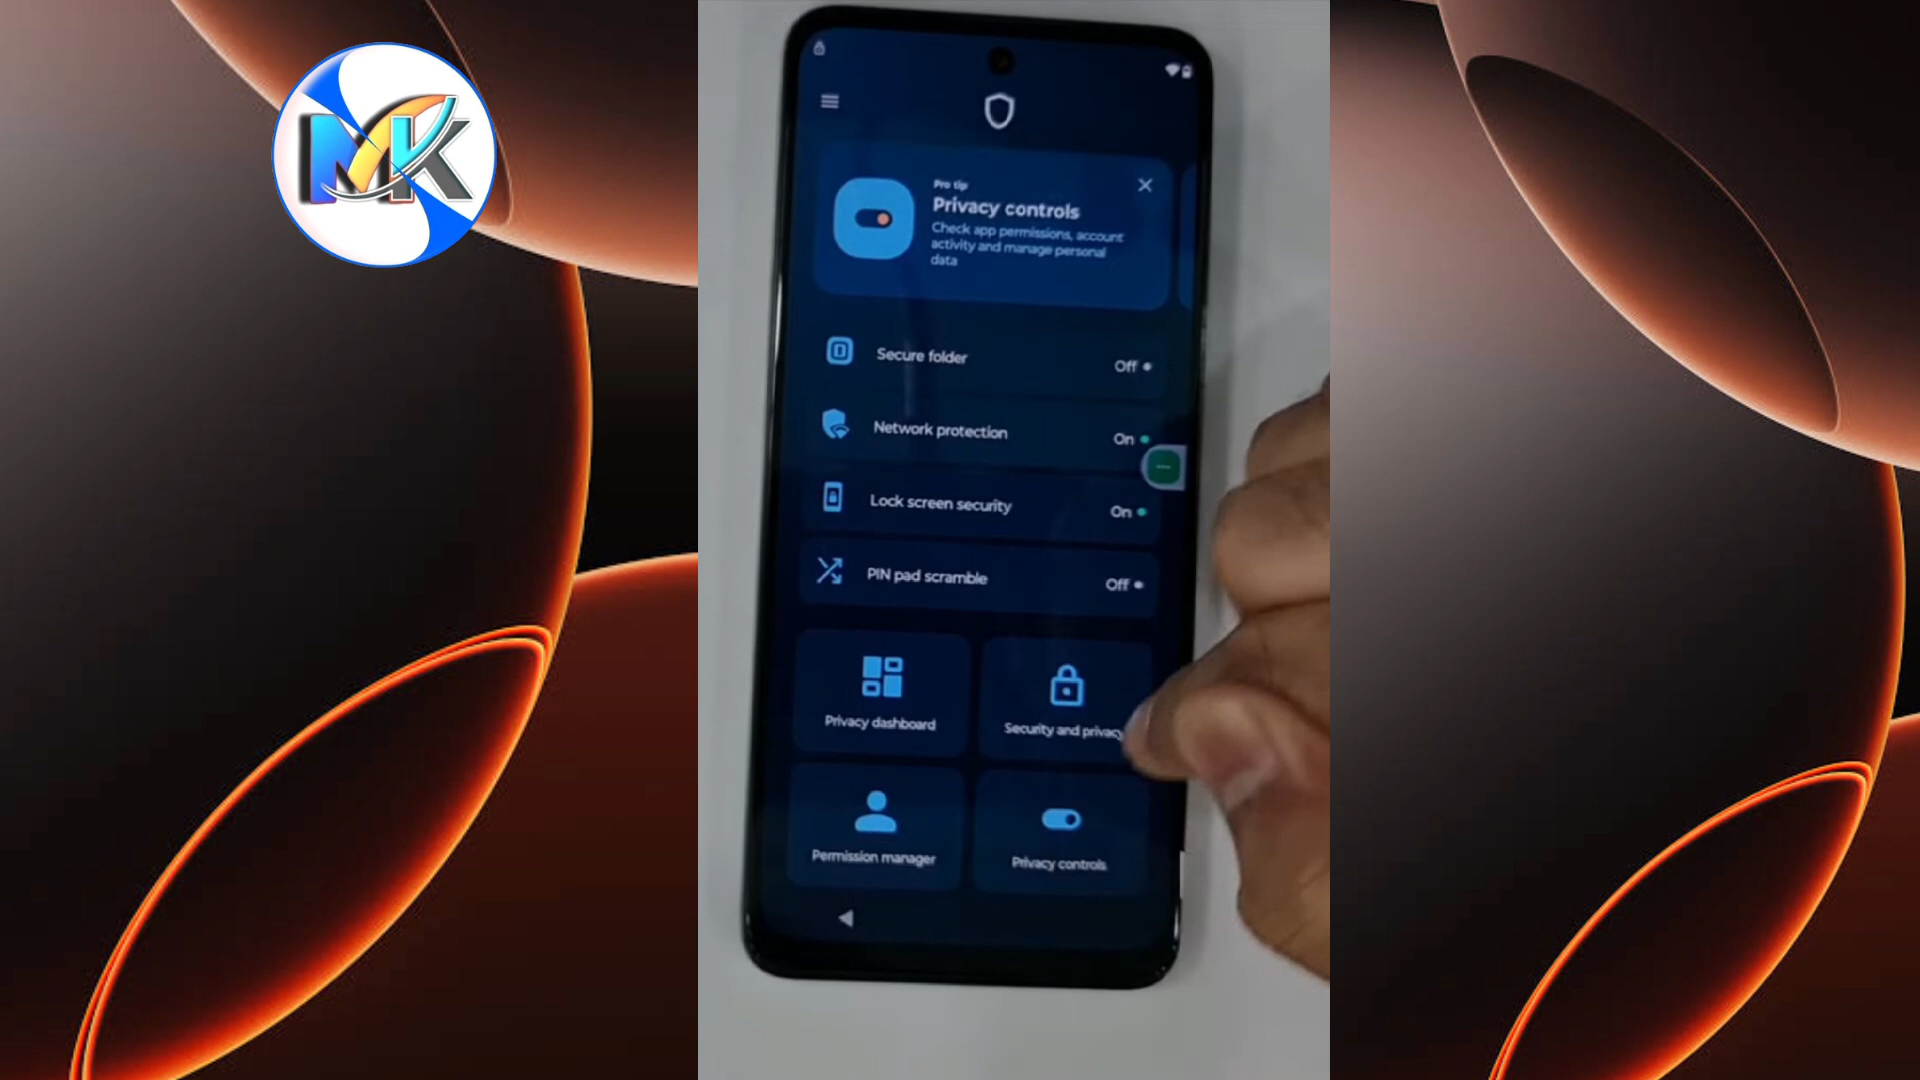 MK
Pro tip
Privacy controls
Check app permissions, account
activity and manage personal
data
Secure folder
Off
Network protection
On
Lock screen security
On
PIN pad scramble
Off
Privacy dashboard
Security and privacy
Permission manager
Privacy controls